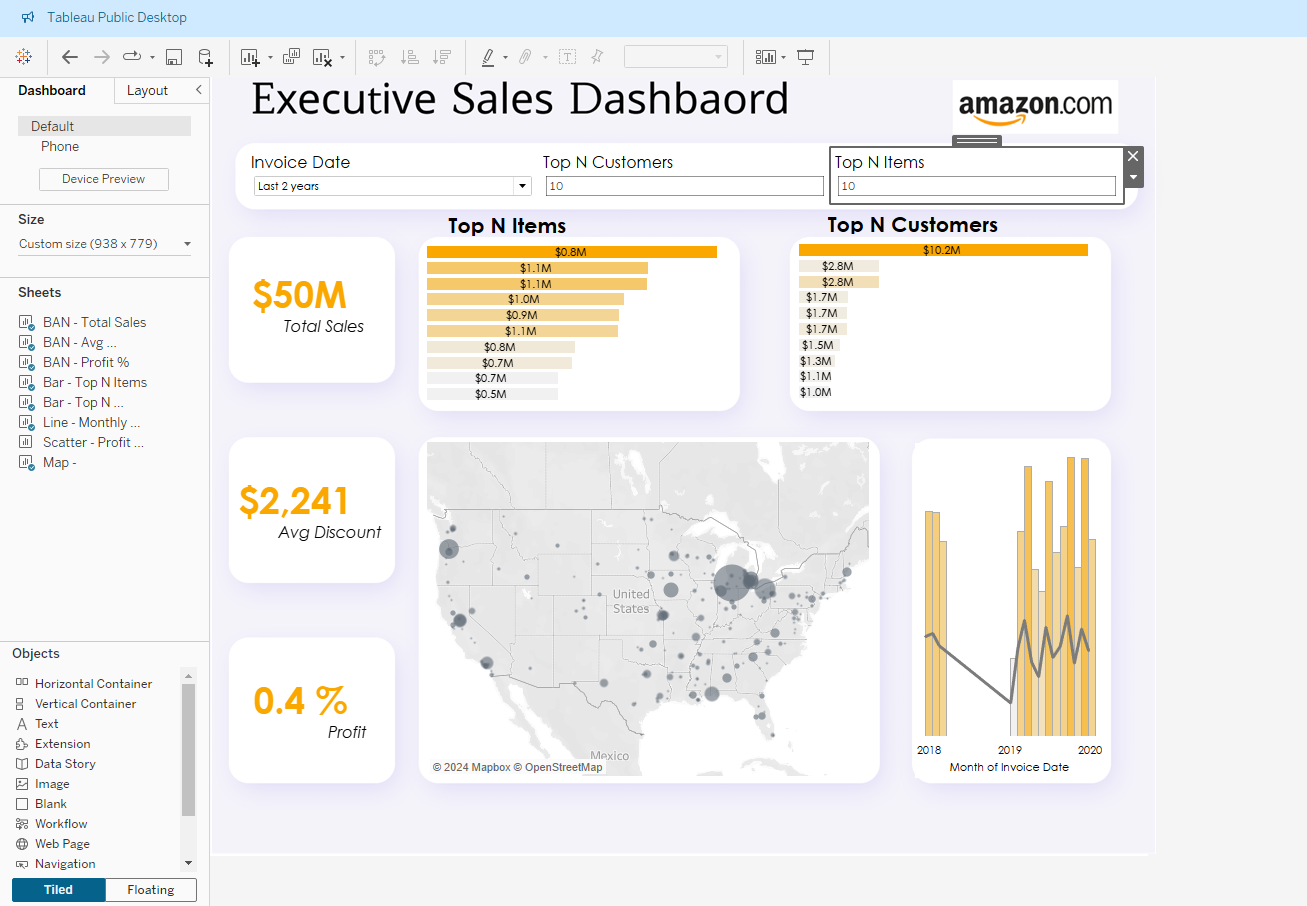 Tableau Public Desktop
Dashboard
Layout
Default
Phone
Device Preview
Size
Custom size (938 x 779)
Sheets
BAN - Total Sales
BAN - Avg ...
BAN - Profit %
Bar - Top N Items
Bar - Top N ...
Line - Monthly ...
Scatter - Profit ...
Map -
Objects
Horizontal Container
Vertical Container
A Text
Extension
Data Story
Image
Blank
Workflow
Web Page
Navigation
Tiled
Floating
Executive Sales Dashbaord
amazon.com
Invoice Date
Last 2 years
Top N Customers
10
Top N Items
10
$50M
Total Sales
Top N Items
$0.8M
$1.1M
$1.1M
$1.0M
$0.9M
$1.1M
$0.8M
$0.7M
$0.7M
$0.5M
Top N Customers
$10.2M
$2.8M
$2.8M
$1.7M
$1.7M
$1.7M
$1.5M
$1.3M
$1.1M
$1.0M
$2,241
Avg Discount
0.4 %
Profit
United
States
Mexico
© 2024 Mapbox © OpenStreetMap
2018 2019 2020
Month of Invoice Date